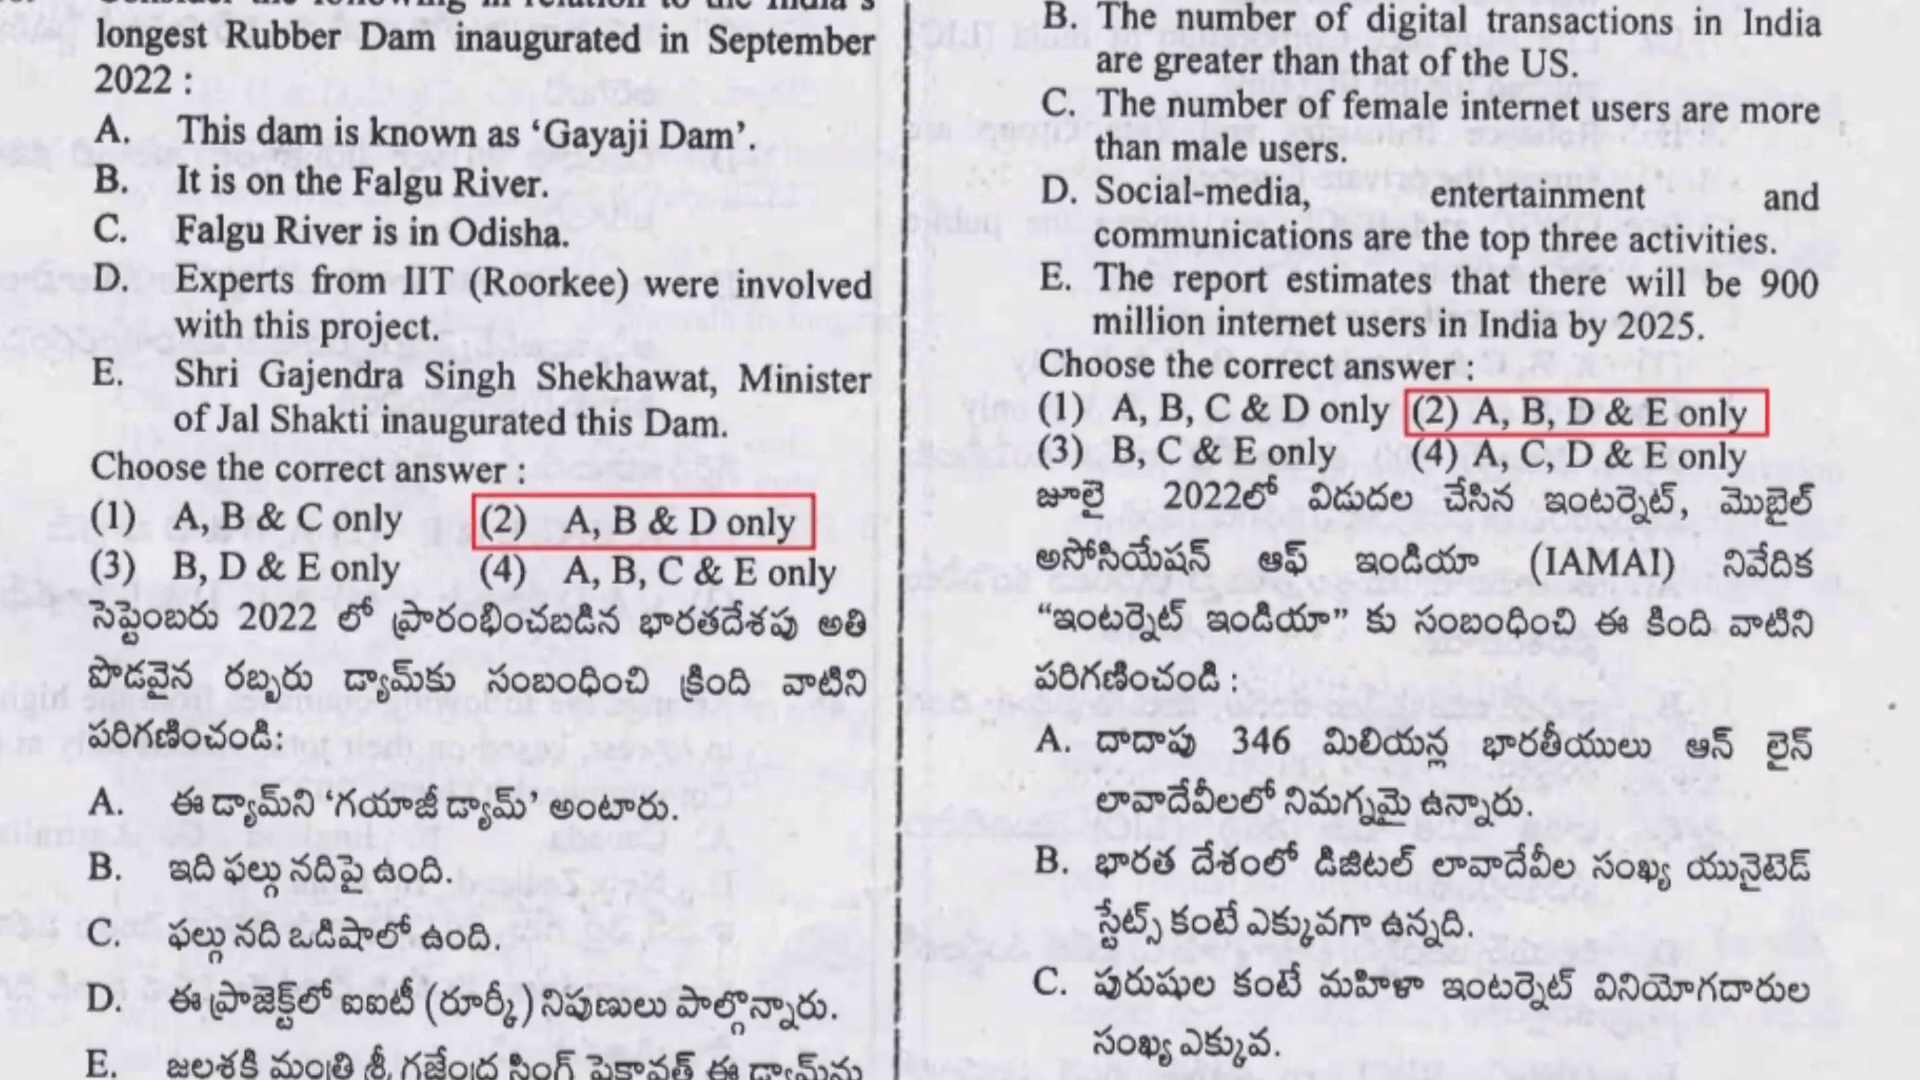 longest Rubber Dam inaugurated in September
2022 :
A. This dam is known as ‘Gayaji Dam’.
B. It is on the Falgu River.
C. Falgu River is in Odisha.
D. Experts from IIT (Roorkee) were involved
with this project.
E. Shri Gajendra Singh Shekhawat, Minister
of Jal Shakti inaugurated this Dam.
Choose the correct answer :
(1) A, B & C only (2) A, B & D only
(3) B, D & E only (4) A, B, C & E only
సెప్టెంబరు 2022 లో ప్రారంభించబడిన భారతదేశపు అతి
పొడవైన రబ్బరు డ్యామ్‌కు సంబంధించి క్రింది వాటిని
పరిగణించండి:
A. ఈ డ్యామ్‌ని ‘గయాజీ డ్యామ్’ అంటారు.
B. ఇది ఫల్గు నదిపై ఉంది.
C. ఫల్గు నది ఒడిషాలో ఉంది.
D. ఈ ప్రాజెక్ట్‌లో ఐఐటీ (రూర్కీ) నిపుణులు పాల్గొన్నారు.
E. జలశక్తి మంత్రి శ్రీ గజేంద్ర సింగ్ షెకావత్ ఈ డ్యామ్‌ను
B. The number of digital transactions in India
are greater than that of the US.
C. The number of female internet users are more
than male users.
D. Social-media, entertainment and
communications are the top three activities.
E. The report estimates that there will be 900
million internet users in India by 2025.
Choose the correct answer :
(1) A, B, C & D only (2) A, B, D & E only
(3) B, C & E only (4) A, C, D & E only
జూలై 2022లో విడుదల చేసిన ఇంటర్నెట్, మొబైల్
అసోసియేషన్ ఆఫ్ ఇండియా (IAMAI) నివేదిక
“ఇంటర్నెట్ ఇండియా” కు సంబంధించి ఈ కింది వాటిని
పరిగణించండి :
A. దాదాపు 346 మిలియన్ల భారతీయులు ఆన్ లైన్
లావాదేవీలలో నిమగ్నమై ఉన్నారు.
B. భారత దేశంలో డిజిటల్ లావాదేవీల సంఖ్య యునైటెడ్
స్టేట్స్ కంటే ఎక్కువగా ఉన్నది.
C. పురుషుల కంటే మహిళా ఇంటర్నెట్ వినియోగదారుల
సంఖ్య ఎక్కువ.